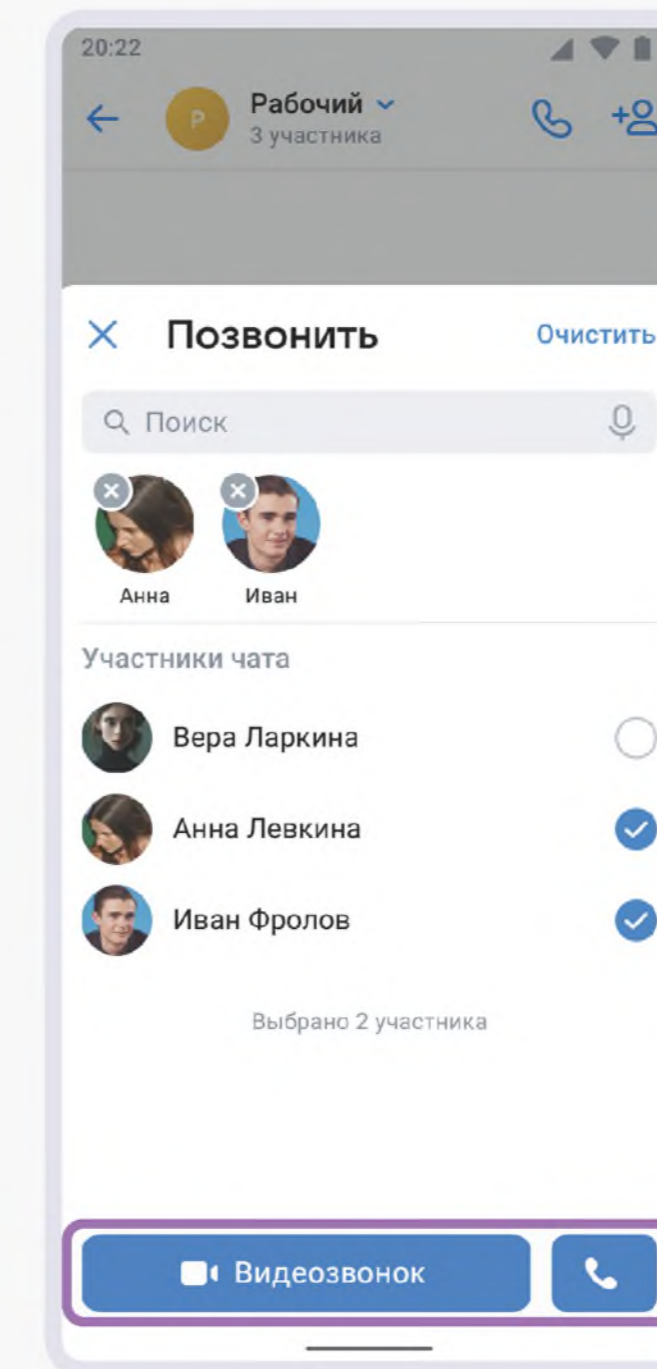 20:22
Р
Рабочий
3 участника
Позвонить
Очистить
Поиск
Анна
Иван
Участники чата
Вера Ларкина
Анна Левкина
Иван Фролов
Выбрано 2 участника
Видеозвонок